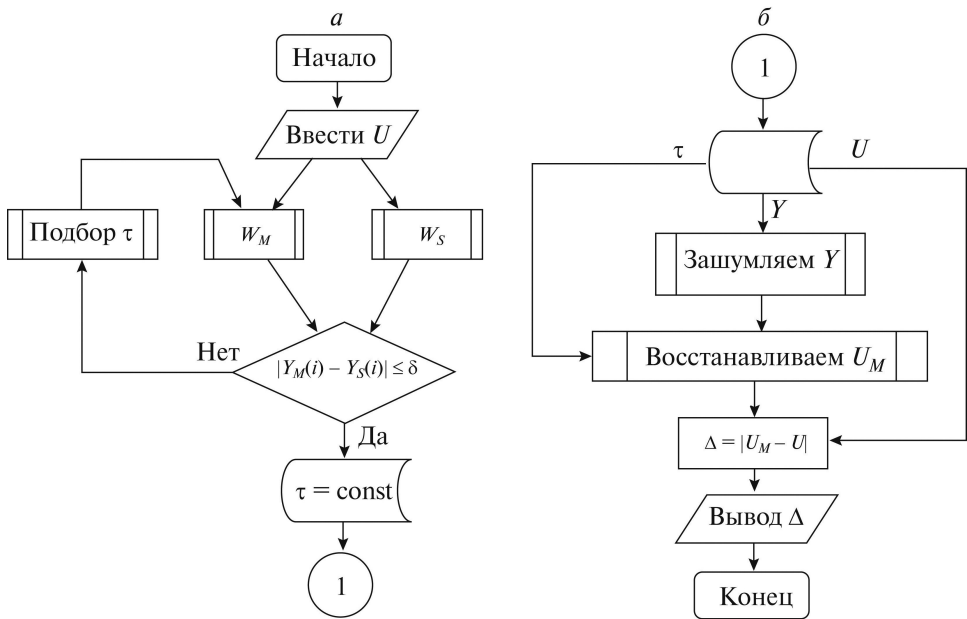 а
Начало
Ввести U
Подбор τ
W_M
W_S
Нет
|Y_M(i) – Y_S(i)| ≤ δ
Да
τ = const
1
б
1
τ
U
Y
Зашумляем Y
Восстанавливаем U_M
Δ = |U_M – U|
Вывод Δ
Конец